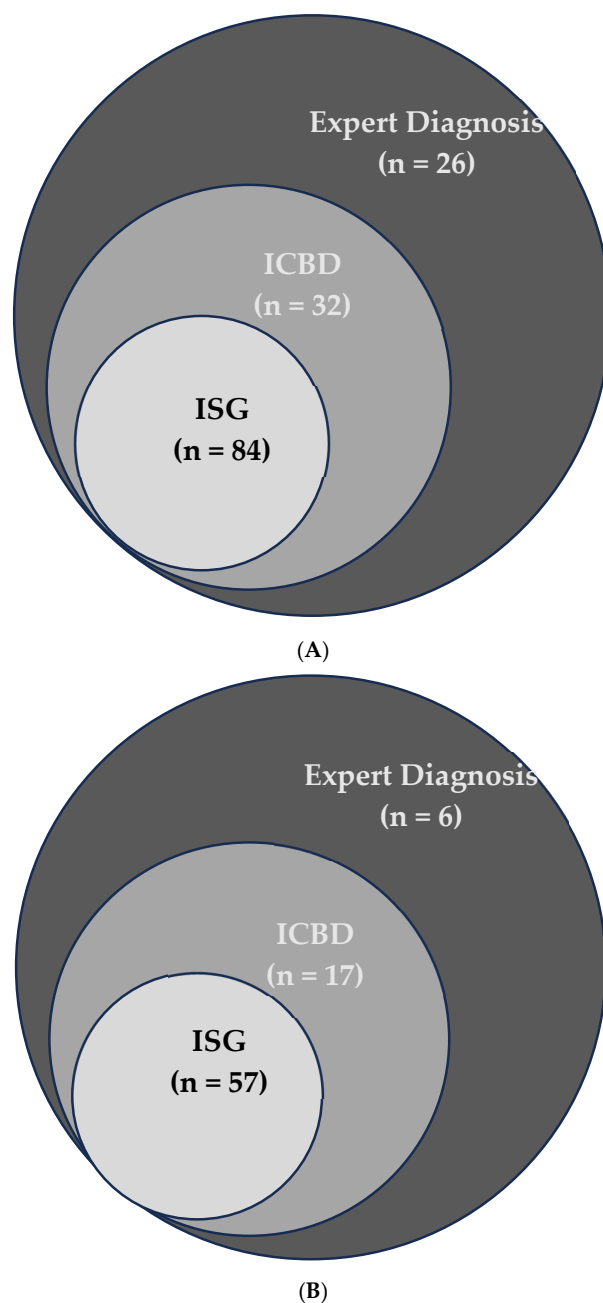 Expert Diagnosis
(n = 26)
ICBD
(n = 32)
ISG
(n = 84)
(A)
Expert Diagnosis
(n = 6)
ICBD
(n = 17)
ISG
(n = 57)
(B)